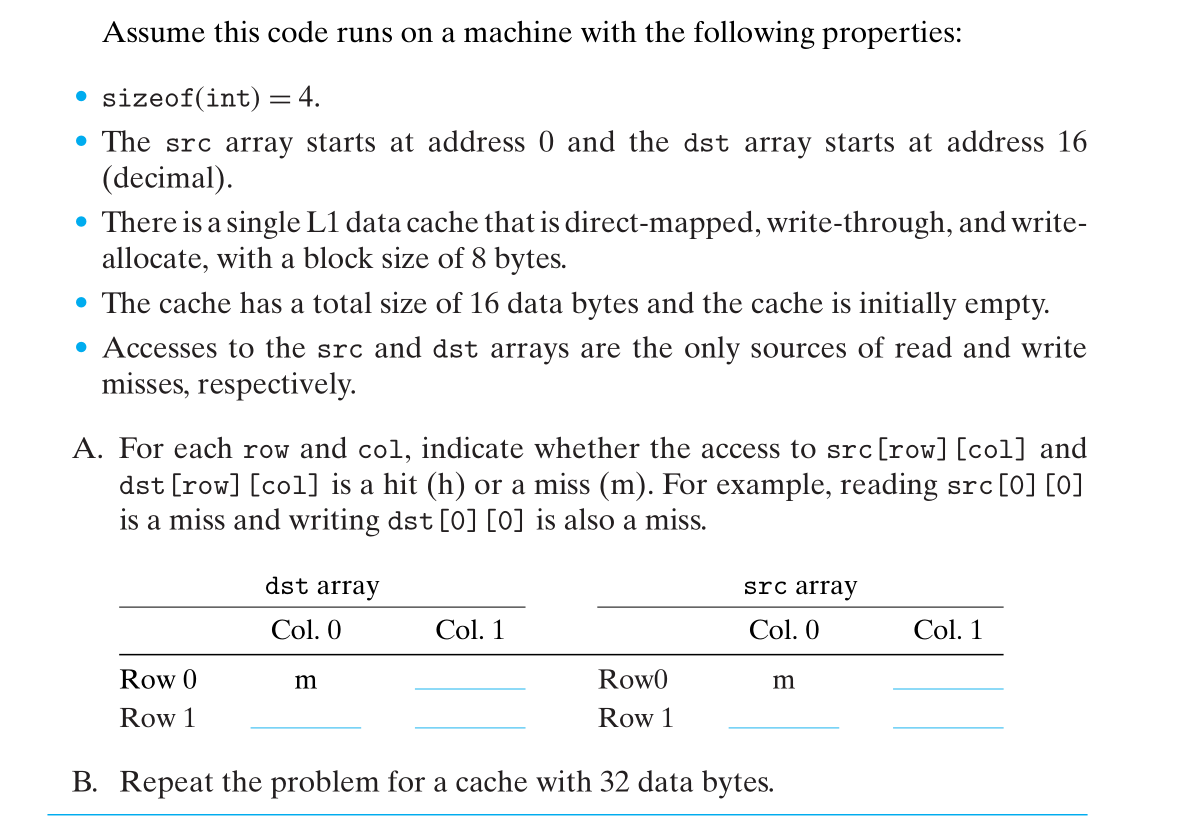 Assume this code runs on a machine with the following properties:
• sizeof(int) = 4.
• The src array starts at address 0 and the dst array starts at address 16
(decimal).
• There is a single L1 data cache that is direct-mapped, write-through, and write-
allocate, with a block size of 8 bytes.
• The cache has a total size of 16 data bytes and the cache is initially empty.
• Accesses to the src and dst arrays are the only sources of read and write
misses, respectively.
A. For each row and col, indicate whether the access to src[row][col] and
dst[row][col] is a hit (h) or a miss (m). For example, reading src[0][0]
is a miss and writing dst[0][0] is also a miss.
dst array src array
Col. 0 Col. 1 Col. 0 Col. 1
Row 0 m Row0 m
Row 1 Row 1
B. Repeat the problem for a cache with 32 data bytes.